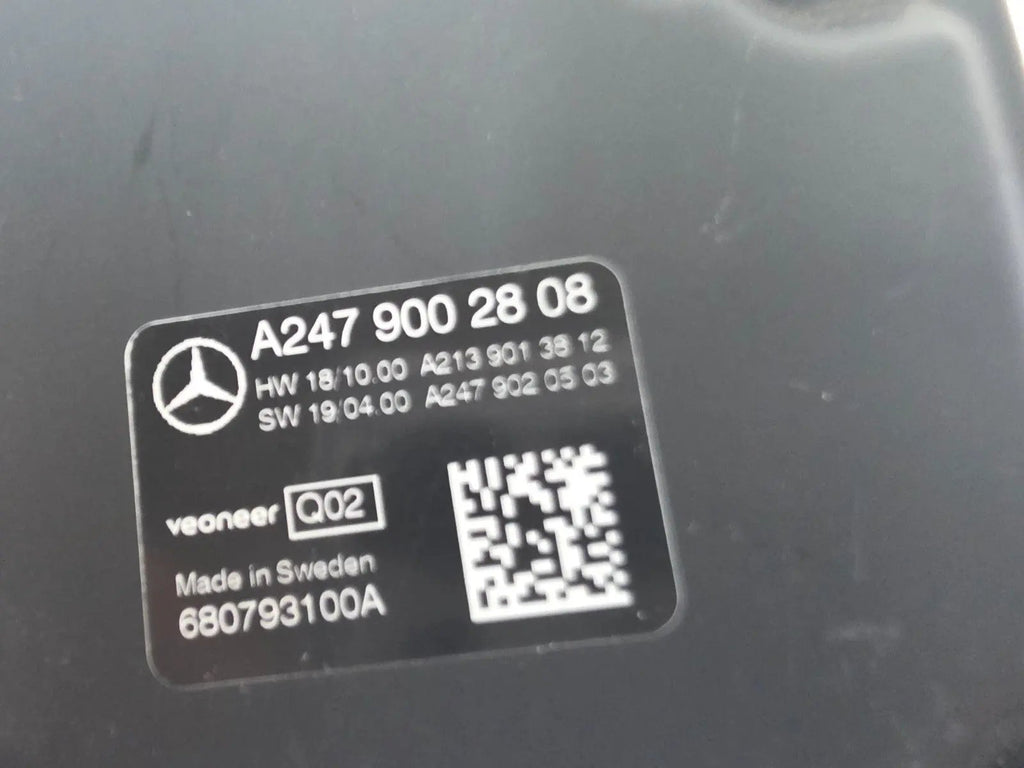 A247 900 28 08
HW 18/10.00 A213 901 38 12
SW 19/04.00 A247 902 05 03
veoneer Q02
Made in Sweden
680793100A